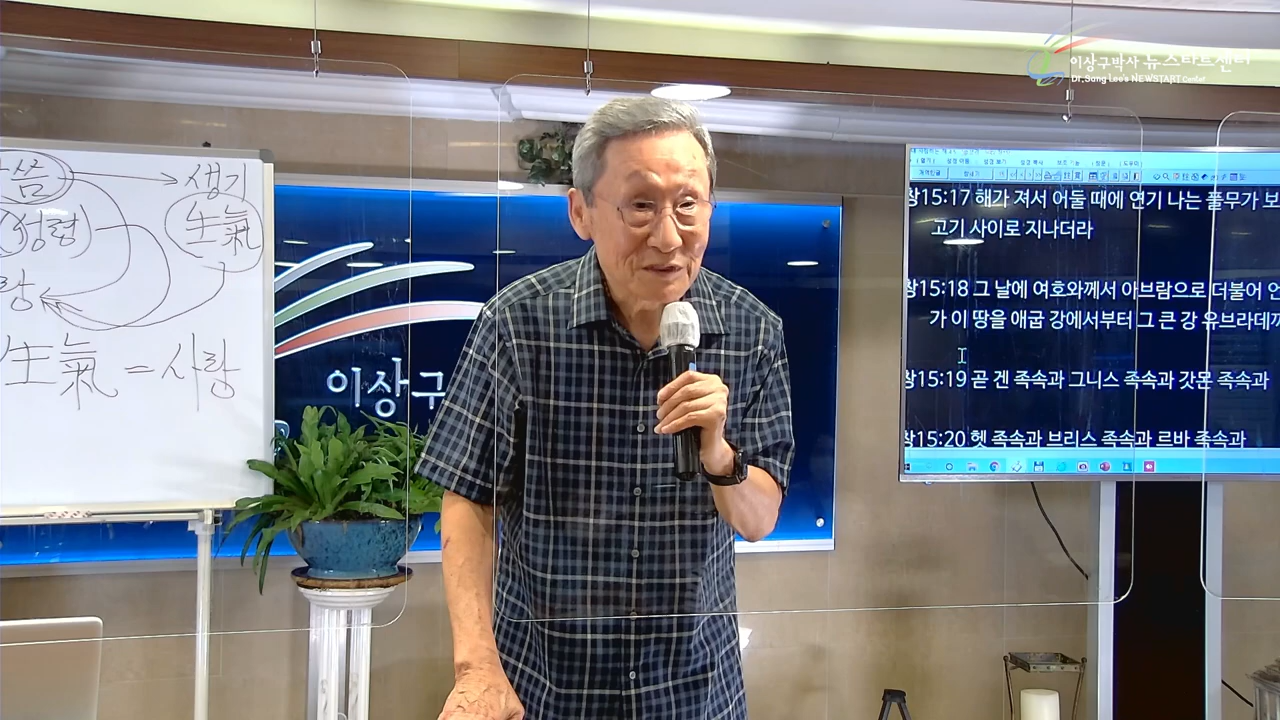 이상구박사 뉴스타트센터
Dr. Sang Lee's NEWSTART Center
생기
성령
生氣
生氣 = 사랑
이상구
창15:17 해가 져서 어둘 때에 연기 나는 풀무가 보
고기 사이로 지나더라
창15:18 그 날에 여호와께서 아브람으로 더불어 언
가 이 땅을 애굽 강에서부터 그 큰 강 유브라데까
창15:19 곧 겐 족속과 그니스 족속과 갓몬 족속과
창15:20 헷 족속과 브리스 족속과 르바 족속과